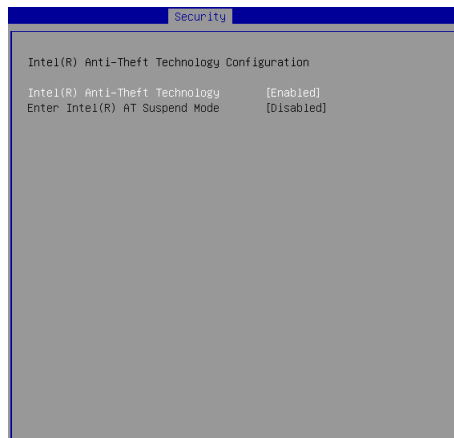 Security
Intel(R) Anti-Theft Technology Configuration
Intel(R) Anti-Theft Technology [Enabled]
Enter Intel(R) AT Suspend Mode [Disabled]